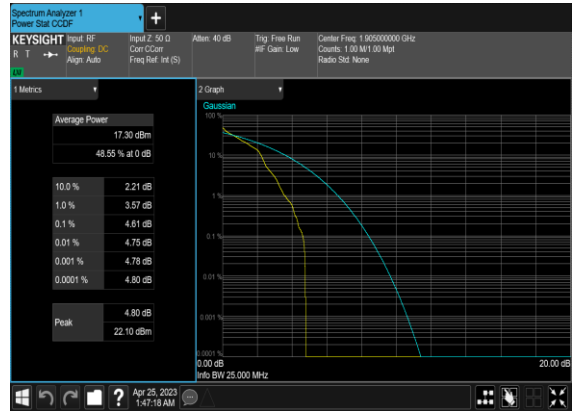 Spectrum Analyzer 1
Power Stat CCDF
+
KEYSIGHT
R T
LXI
Input: RF
Coupling: DC
Align: Auto
Input Z: 50 Ω
Corr CCorr
Freq Ref: Int (S)
Atten: 40 dB
Trig: Free Run
#IF Gain: Low
Center Freq: 1.905000000 GHz
Counts: 1.00 M/1.00 Mpt
Radio Std: None
1 Metrics
Average Power
17.30 dBm
48.55 % at 0 dB
10.0 % 2.21 dB
1.0 % 3.57 dB
0.1 % 4.61 dB
0.01 % 4.75 dB
0.001 % 4.78 dB
0.0001 % 4.80 dB
Peak
4.80 dB
22.10 dBm
2 Graph
Gaussian
100 %
10 %
1 %
0.1 %
0.01 %
0.001 %
0.0001 %
0.00 dB
20.00 dB
Info BW 25.000 MHz
?
Apr 25, 2023
1:47:18 AM